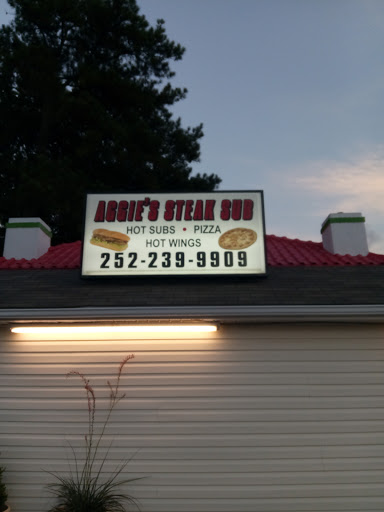 AGGIE'S STEAK SUB
HOT SUBS • PIZZA
HOT WINGS
252-239-9909